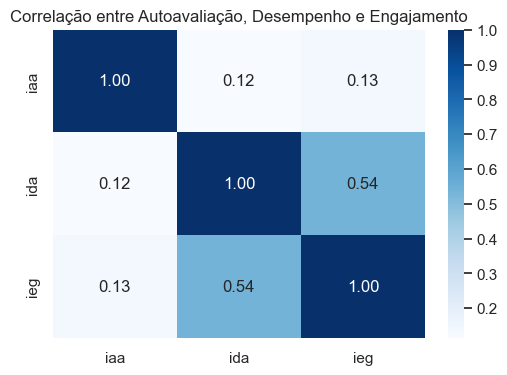 Correlação entre Autoavaliação, Desempenho e Engajamento
iaa 1.00 0.12 0.13
ida 0.12 1.00 0.54
ieg 0.13 0.54 1.00
iaa ida ieg
1.0
0.9
0.8
0.7
0.6
0.5
0.4
0.3
0.2